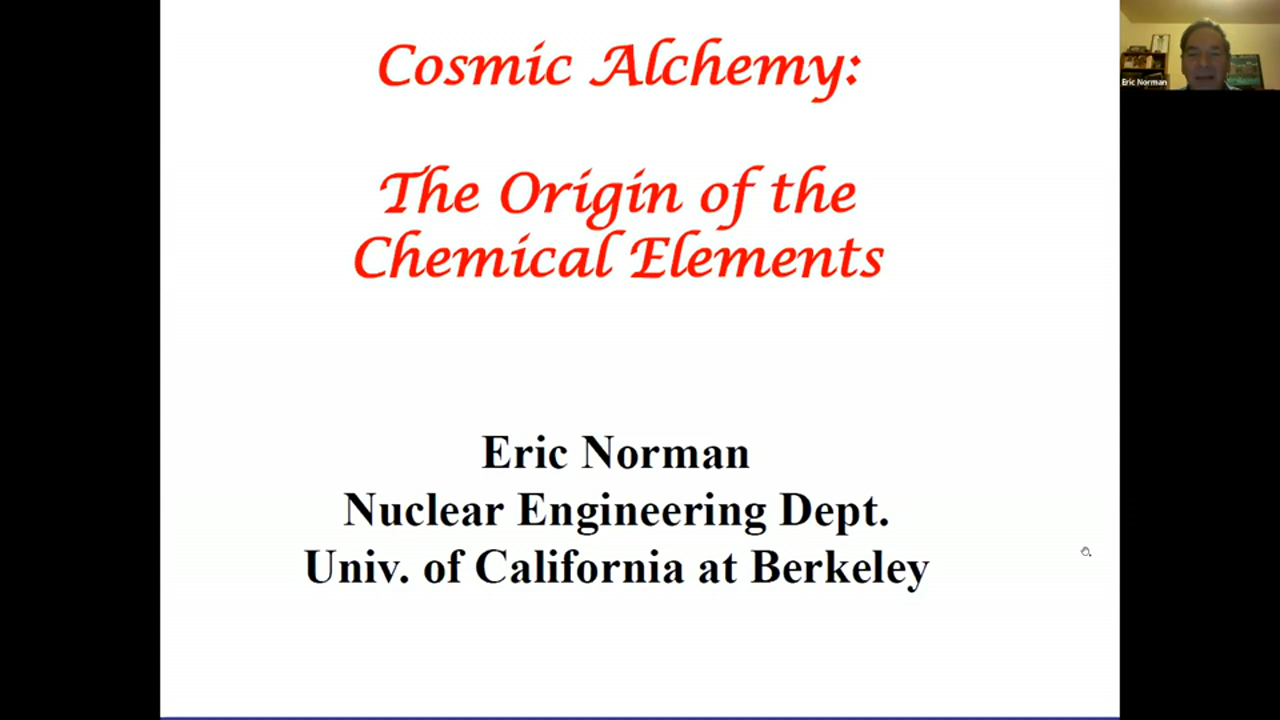 Cosmic Alchemy:
The Origin of the
Chemical Elements
Eric Norman
Nuclear Engineering Dept.
Univ. of California at Berkeley
Eric Norman